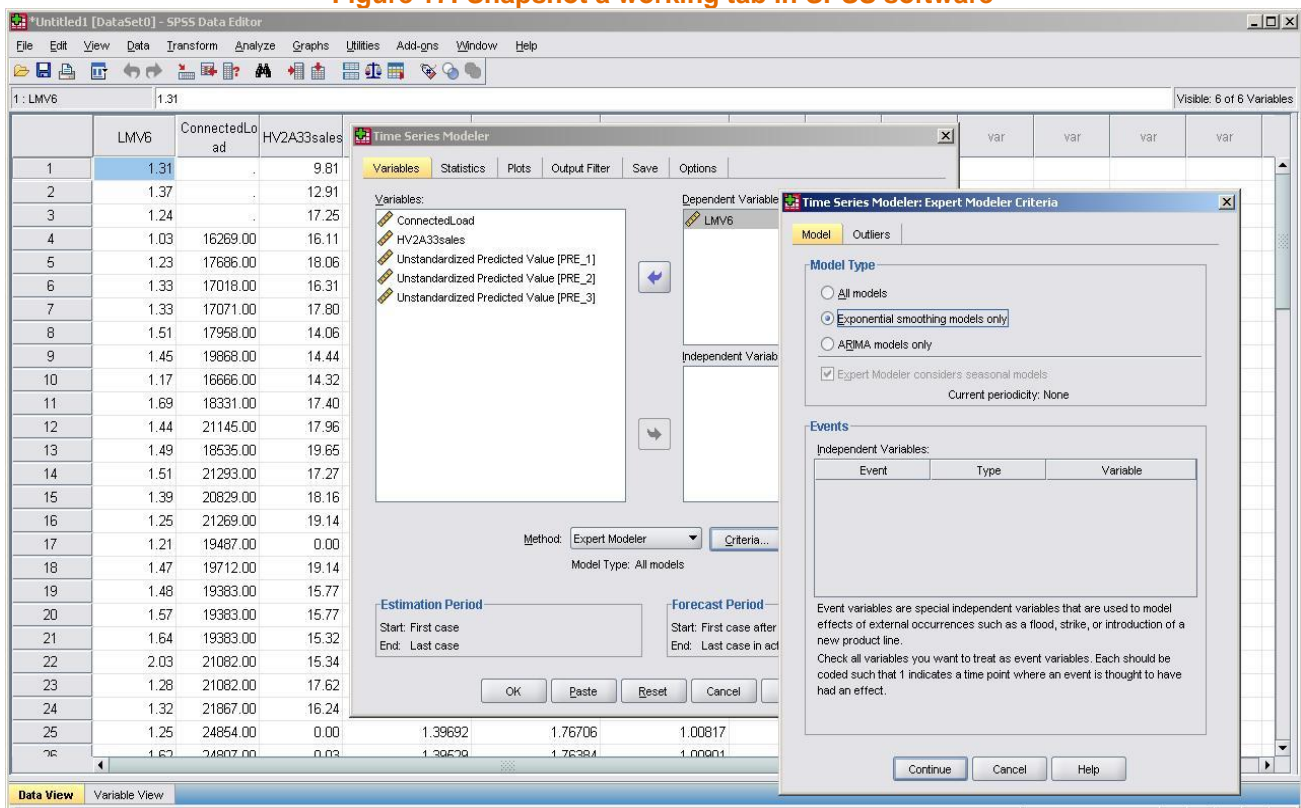 Figure 17: Snapshot a working tab in SPSS software
*Untitled1 [DataSet0] - SPSS Data Editor
File Edit View Data Transform Analyze Graphs Utilities Add-ons Window Help
1 : LMV6 1.31 Visible: 6 of 6 Variables
LMV6 ConnectedLo ad HV2A33sales var var var var
1 1.31 . 9.81
2 1.37 . 12.91
3 1.24 . 17.25
4 1.03 16269.00 16.11
5 1.23 17686.00 18.06
6 1.33 17018.00 16.31
7 1.33 17071.00 17.80
8 1.51 17958.00 14.06
9 1.45 19868.00 14.44
10 1.17 16666.00 14.32
11 1.69 18331.00 17.40
12 1.44 21145.00 17.96
13 1.49 18535.00 19.65
14 1.51 21293.00 17.27
15 1.39 20829.00 18.16
16 1.25 21269.00 19.14
17 1.21 19487.00 0.00
18 1.47 19712.00 19.14
19 1.48 19383.00 15.77
20 1.57 19383.00 15.77
21 1.64 19383.00 15.32
22 2.03 21082.00 15.34
23 1.28 21082.00 17.62
24 1.32 21867.00 16.24
25 1.25 24854.00 0.00 1.39692 1.76706 1.00817
26 1.62 24807.00 0.03 1.39529 1.76384 1.00901
Data View Variable View
Time Series Modeler
Variables Statistics Plots Output Filter Save Options
Variables:
ConnectedLoad
HV2A33sales
Unstandardized Predicted Value [PRE_1]
Unstandardized Predicted Value [PRE_2]
Unstandardized Predicted Value [PRE_3]
Dependent Variable
LMV6
Independent Variab
Method: Expert Modeler Criteria...
Model Type: All models
Estimation Period
Start: First case
End: Last case
Forecast Period
Start: First case after
End: Last case in act
OK Paste Reset Cancel
Time Series Modeler: Expert Modeler Criteria
Model Outliers
Model Type
All models
Exponential smoothing models only
ARIMA models only
Expert Modeler considers seasonal models
Current periodicity: None
Events
Independent Variables:
Event Type Variable
Event variables are special independent variables that are used to model
effects of external occurrences such as a flood, strike, or introduction of a
new product line.
Check all variables you want to treat as event variables. Each should be
coded such that 1 indicates a time point where an event is thought to have
had an effect.
Continue Cancel Help